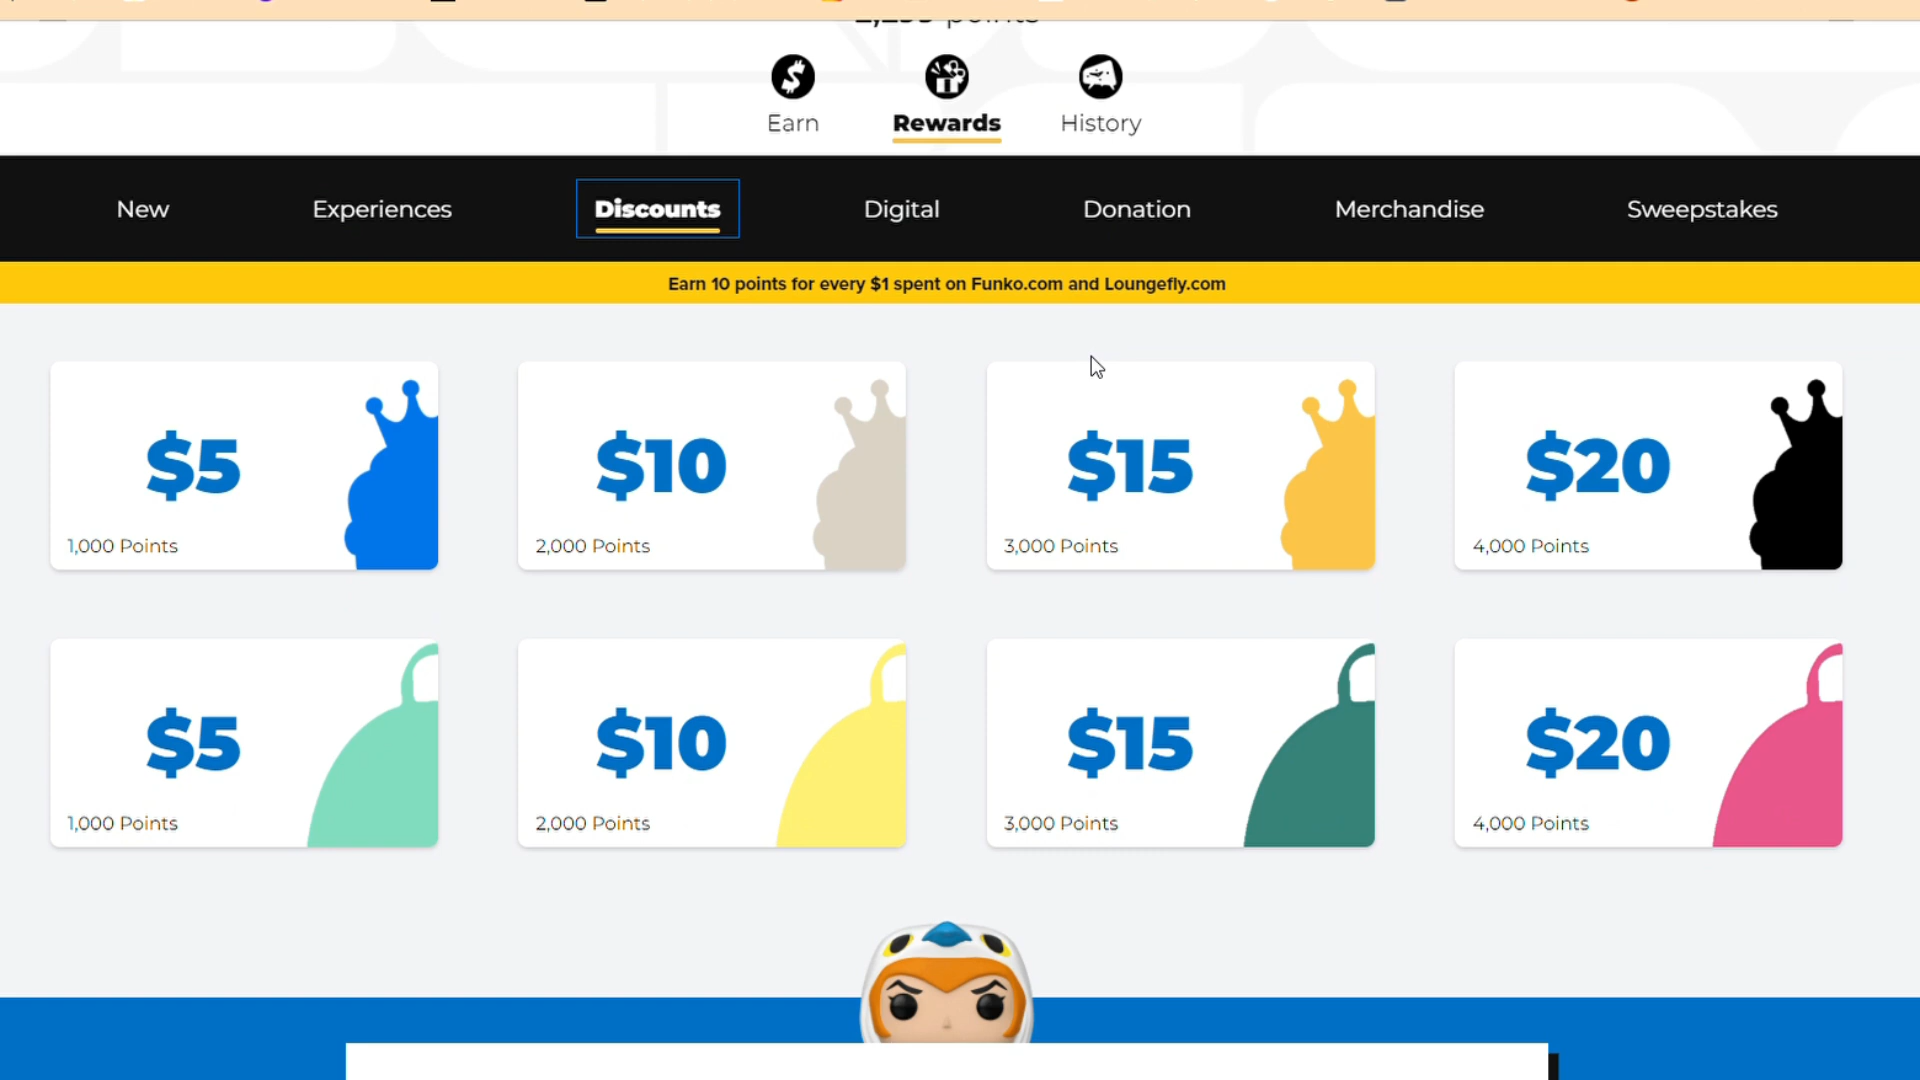 points
Earn
Rewards
History
New
Experiences
Discounts
Digital
Donation
Merchandise
Sweepstakes
Earn 10 points for every $1 spent on Funko.com and Loungefly.com
$5
1,000 Points
$10
2,000 Points
$15
3,000 Points
$20
4,000 Points
$5
1,000 Points
$10
2,000 Points
$15
3,000 Points
$20
4,000 Points